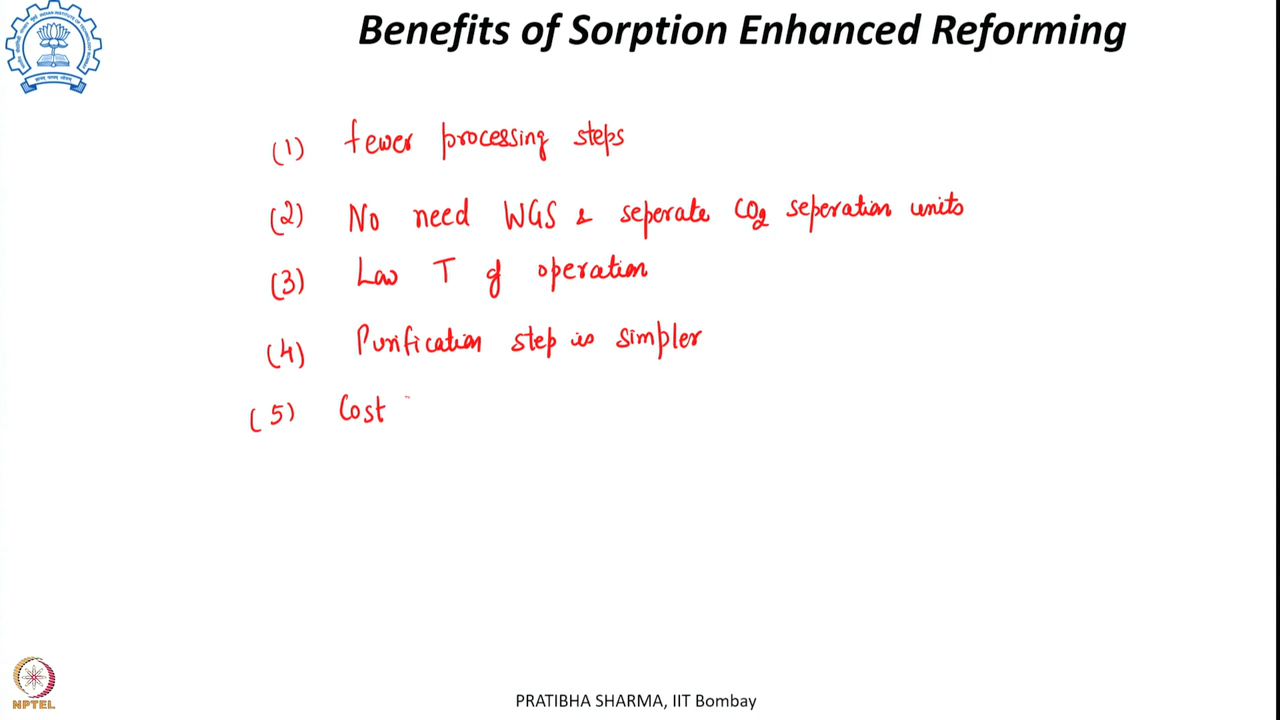 Benefits of Sorption Enhanced Reforming
(1) fewer processing steps
(2) No need WGS & seperate CO2 seperation units
(3) Low T of operation
(4) Purification step is simpler
(5) Cost
NPTEL
PRATIBHA SHARMA, IIT Bombay